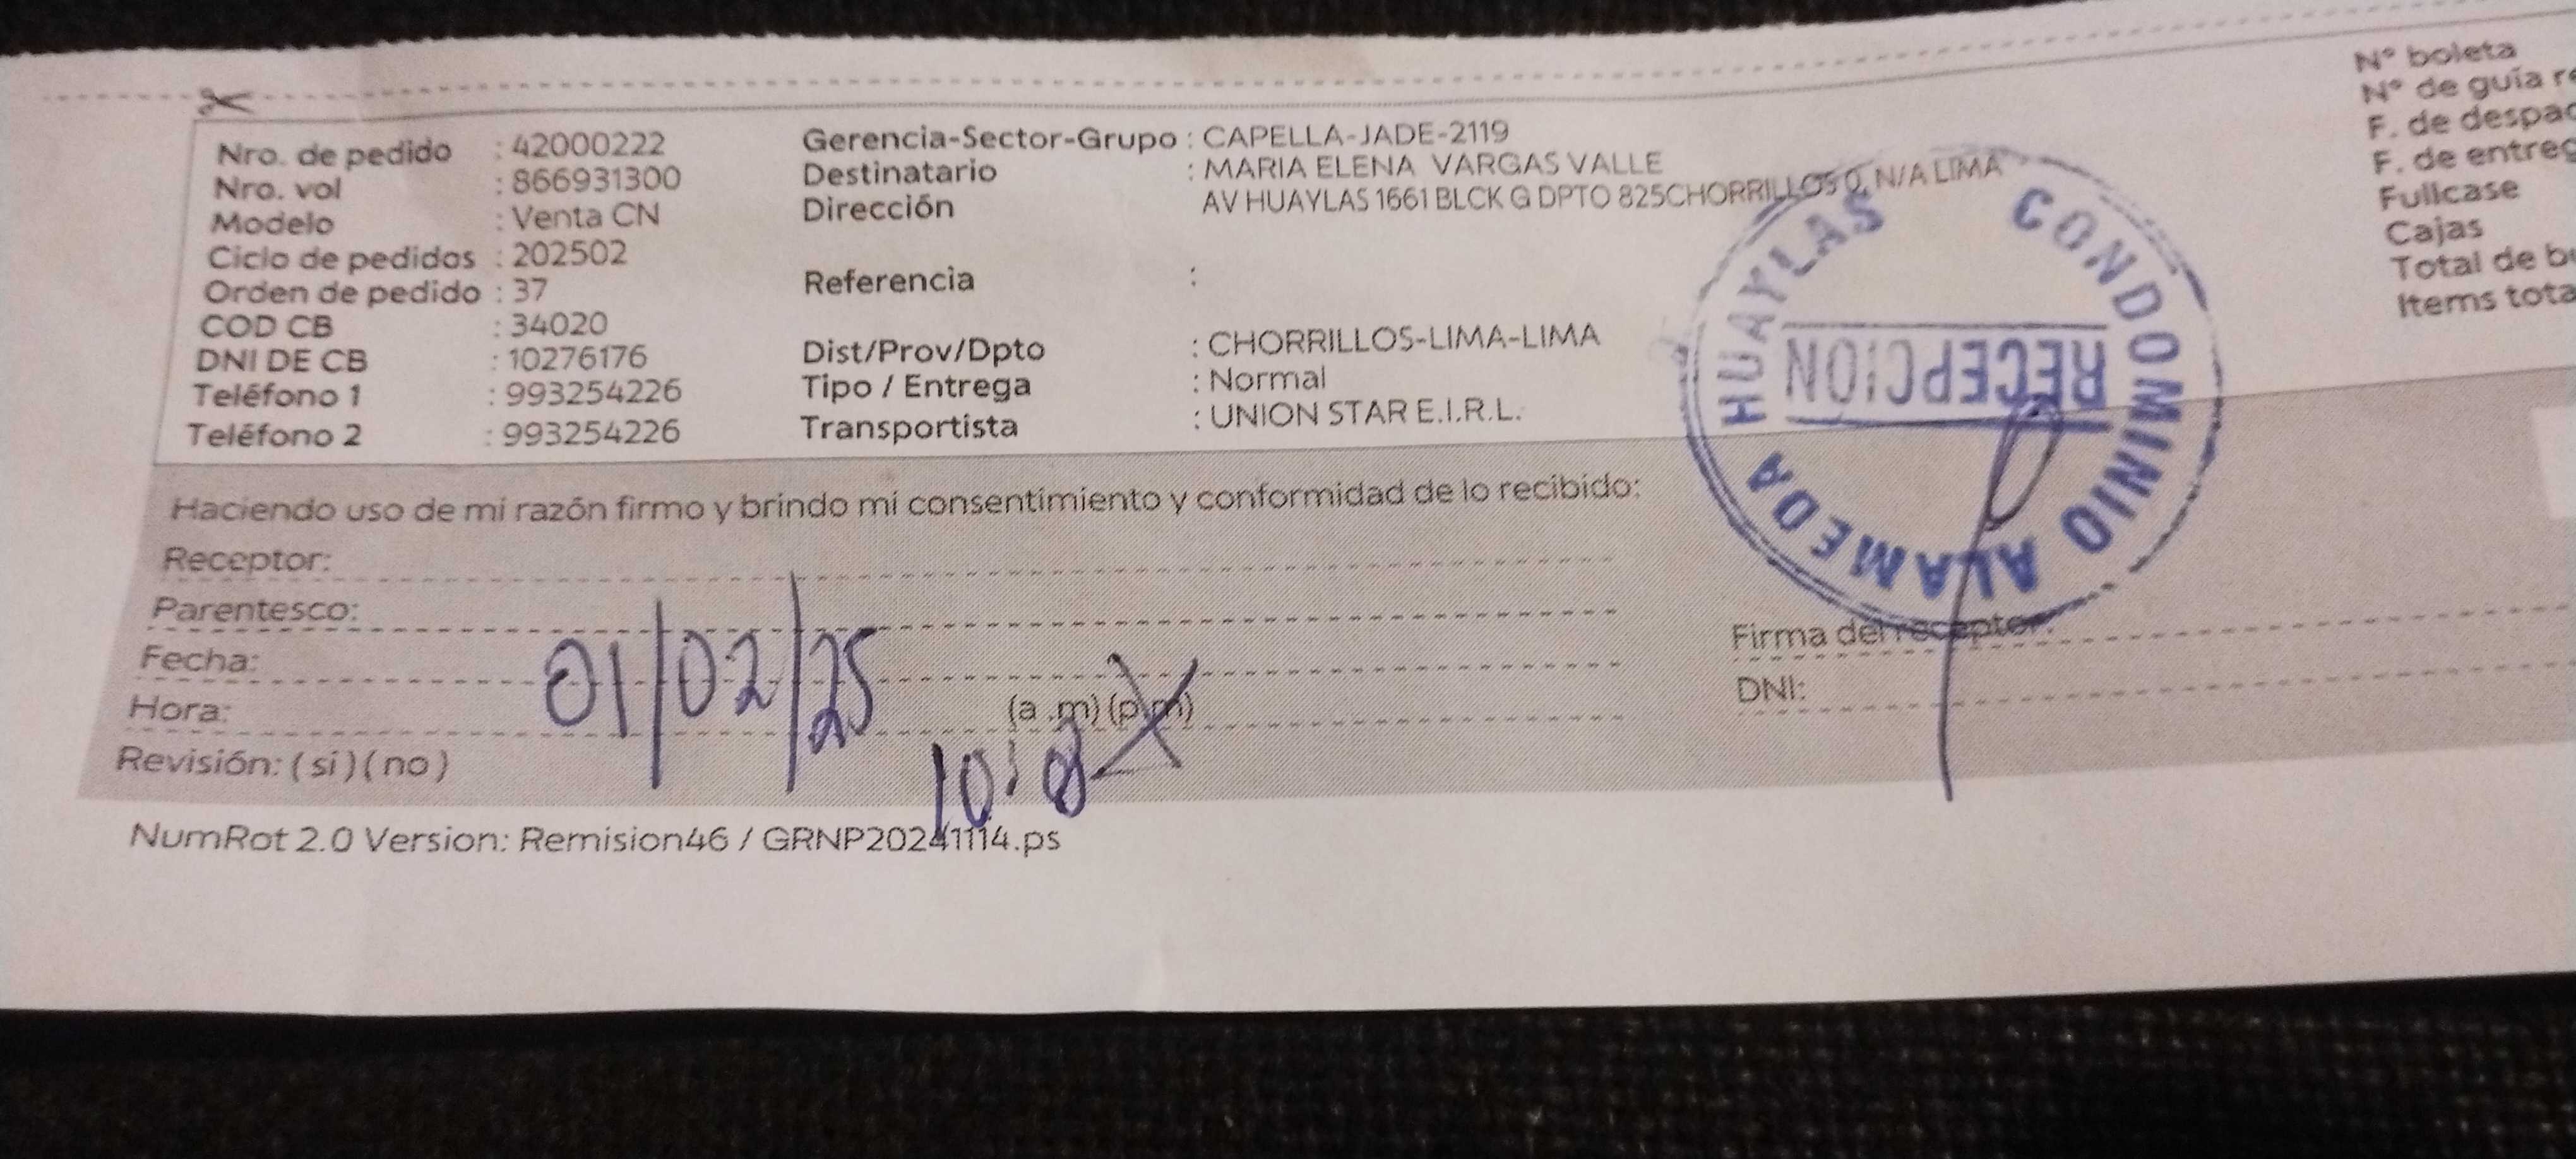 Nro. de pedido : 42000222
Nro. vol : 866931300
Modelo : Venta CN
Ciclo de pedidos : 202502
Orden de pedido : 37
COD CB : 34020
DNI DE CB : 10276176
Teléfono 1 : 993254226
Teléfono 2 : 993254226
Gerencia-Sector-Grupo : CAPELLA-JADE-2119
Destinatario : MARIA ELENA VARGAS VALLE
Dirección AV HUAYLAS 1661 BLCK G DPTO 825CHORRILLOS 0, N/A LIMA
Referencia :
Dist/Prov/Dpto : CHORRILLOS-LIMA-LIMA
Tipo / Entrega : Normal
Transportista : UNION STAR E.I.R.L.
N° boleta
N° de guía
F. de
F. de
Fullcase
Cajas
Total de
Items
CONDOMINIO ALAMEDA HUAYLAS
RECEPCION
Haciendo uso de mi razón firmo y brindo mi consentimiento y conformidad de lo recibido:
Receptor:
Parentesco:
Fecha: 01/02/25
Hora: (a .m) (p.m)
10:
Revisión: ( si ) ( no )
Firma del receptor:
DNI:
NumRot 2.0 Version: Remision46 / GRNP20241114.ps